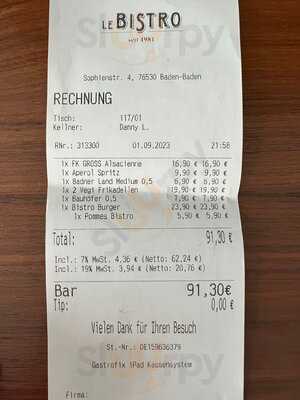 LE BISTRO
seit 1981
Sophienstr. 4, 76530 Baden-Baden
RECHNUNG
Tisch: 117/01
Kellner: Danny L.
RNr.: 313300 01.09.2023 21:58
1x FK GROSS Alsacienne 16,90 € 16,90 €
1x Aperol Spritz 9,90 € 9,90 €
1x Badner Land Medium 0,5 6,90 € 6,90 €
1x 2 Vegi Frikadellen 19,90 € 19,90 €
1x Bauhöfer 0,5 7,90 € 7,90 €
1x Bistro Burger 23,90 € 23,90 €
1x Pommes Bistro 5,90 € 5,90 €
Total: 91,30 €
Incl.: 7% MwSt. 4,36 € (Netto: 62,24 €)
Incl.: 19% MwSt. 3,94 € (Netto: 20,76 €)
Bar 91,30€
Tip: 0,00 €
Vielen Dank für Ihren Besuch
St.-Nr.: DE159636379
Gastrofix iPad Kassensystem
Firma: